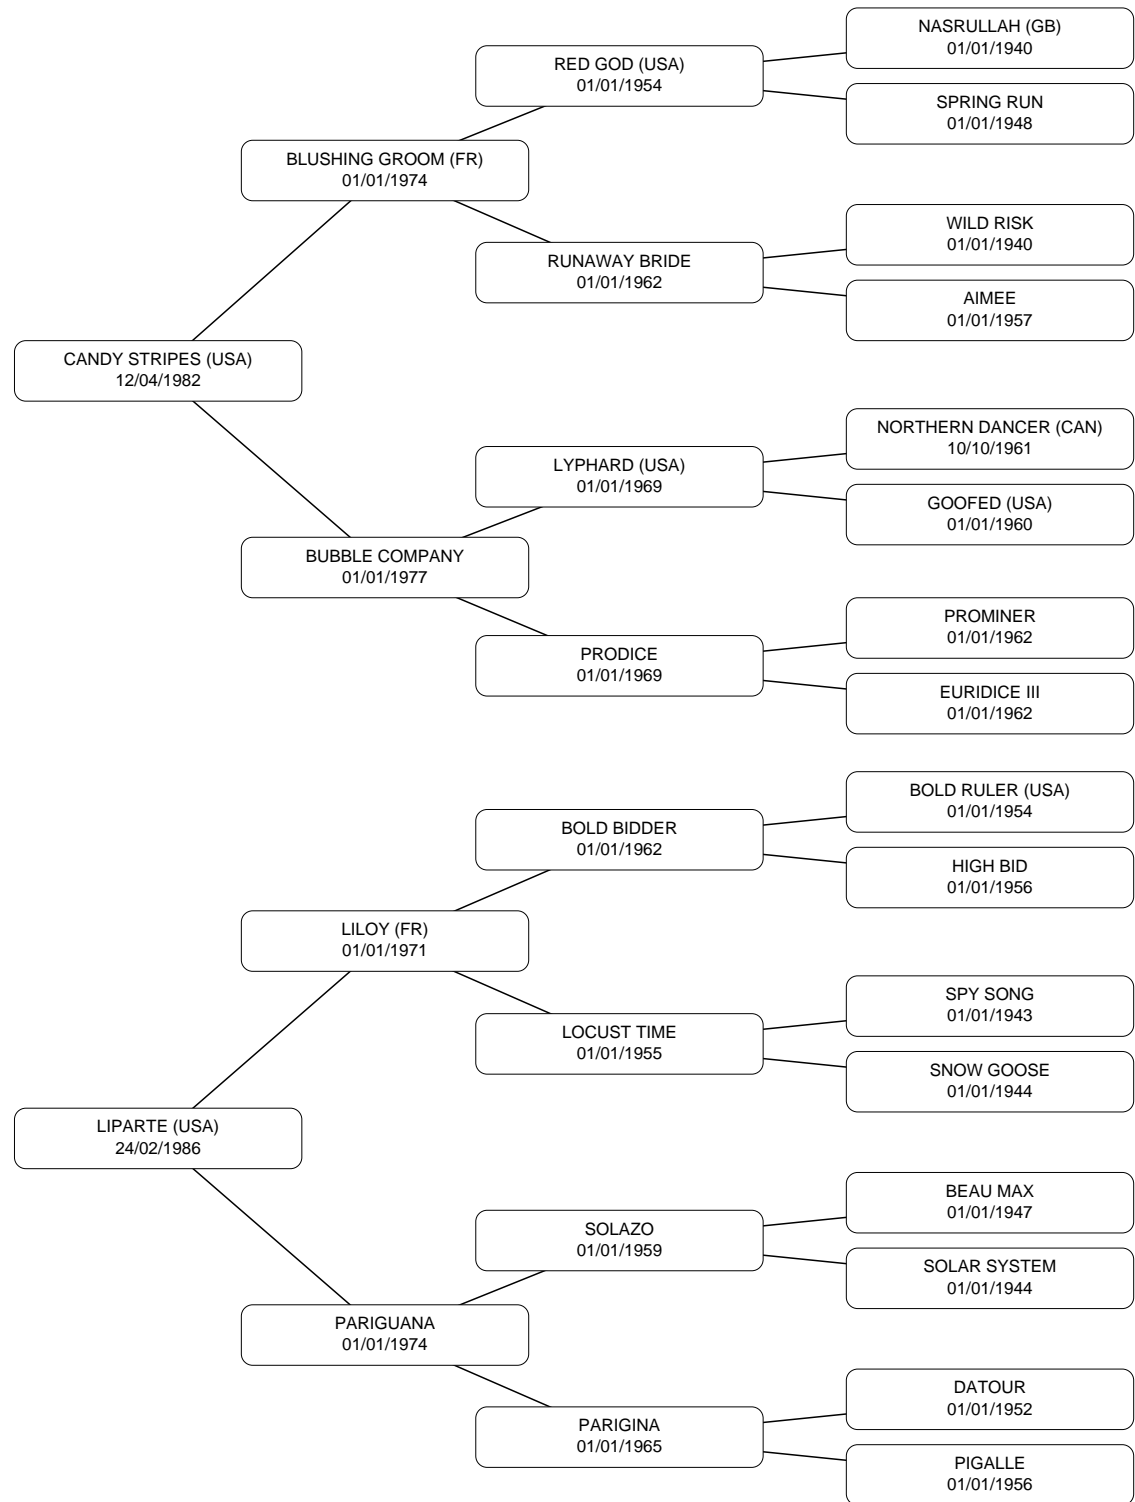 NASRULLAH (GB)
01/01/1940
RED GOD (USA)
01/01/1954
SPRING RUN
01/01/1948
BLUSHING GROOM (FR)
01/01/1974
WILD RISK
01/01/1940
RUNAWAY BRIDE
01/01/1962
AIMEE
01/01/1957
CANDY STRIPES (USA)
12/04/1982
NORTHERN DANCER (CAN)
10/10/1961
LYPHARD (USA)
01/01/1969
GOOFED (USA)
01/01/1960
BUBBLE COMPANY
01/01/1977
PROMINER
01/01/1962
PRODICE
01/01/1969
EURIDICE III
01/01/1962
BOLD RULER (USA)
01/01/1954
BOLD BIDDER
01/01/1962
HIGH BID
01/01/1956
LILOY (FR)
01/01/1971
SPY SONG
01/01/1943
LOCUST TIME
01/01/1955
SNOW GOOSE
01/01/1944
LIPARTE (USA)
24/02/1986
BEAU MAX
01/01/1947
SOLAZO
01/01/1959
SOLAR SYSTEM
01/01/1944
PARIGUANA
01/01/1974
DATOUR
01/01/1952
PARIGINA
01/01/1965
PIGALLE
01/01/1956